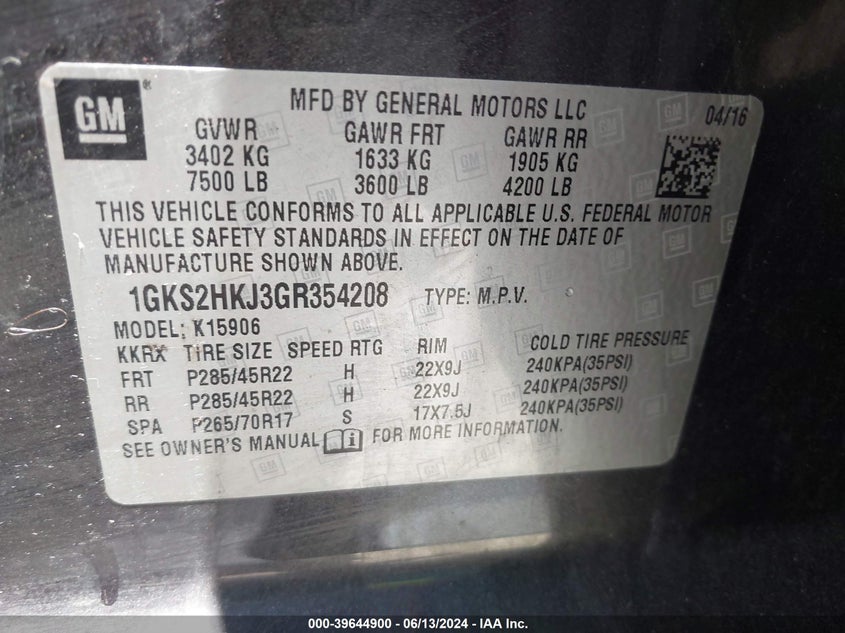 GM®
MFD BY GENERAL MOTORS LLC
04/16
GVWR GAWR FRT GAWR RR
3402 KG 1633 KG 1905 KG
7500 LB 3600 LB 4200 LB
THIS VEHICLE CONFORMS TO ALL APPLICABLE U.S. FEDERAL MOTOR
VEHICLE SAFETY STANDARDS IN EFFECT ON THE DATE OF
MANUFACTURE SHOWN ABOVE.
1GKS2HKJ3GR354208 TYPE: M.P.V.
MODEL: K15906
KKRX TIRE SIZE SPEED RTG RIM COLD TIRE PRESSURE
FRT P285/45R22 H 22X9J 240KPA(35PSI)
RR P285/45R22 H 22X9J 240KPA(35PSI)
SPA P265/70R17 S 17X7.5J 240KPA(35PSI)
SEE OWNER'S MANUAL FOR MORE INFORMATION.
000-39644900 - 06/13/2024 - IAA Inc.